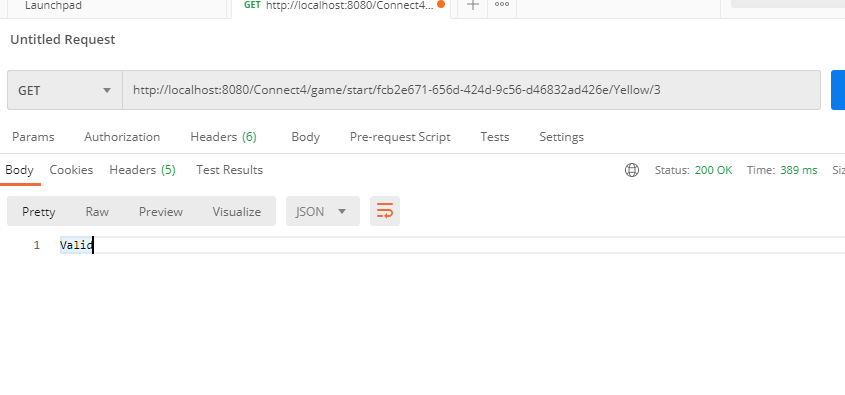 Launchpad
GET http://localhost:8080/Connect4... + ooo
Untitled Request
GET http://localhost:8080/Connect4/game/start/fcb2e671-656d-424d-9c56-d46832ad426e/Yellow/3
Params Authorization Headers (6) Body Pre-request Script Tests Settings
Body Cookies Headers (5) Test Results Status: 200 OK Time: 389 ms Siz
Pretty Raw Preview Visualize JSON
1 Valid